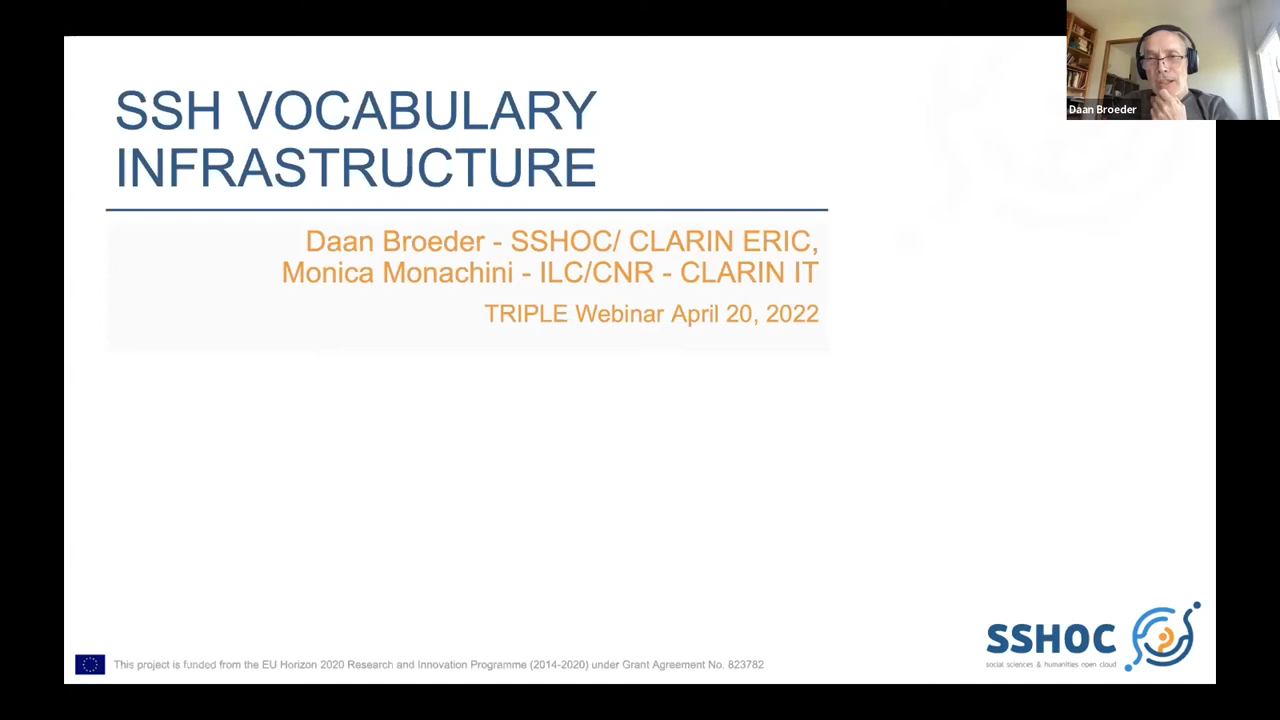 SSH VOCABULARY
INFRASTRUCTURE
Daan Broeder
Daan Broeder - SSHOC/ CLARIN ERIC,
Monica Monachini - ILC/CNR - CLARIN IT
TRIPLE Webinar April 20, 2022
SSHOC
social sciences & humanities open cloud
This project is funded from the EU Horizon 2020 Research and Innovation Programme (2014-2020) under Grant Agreement No. 823782